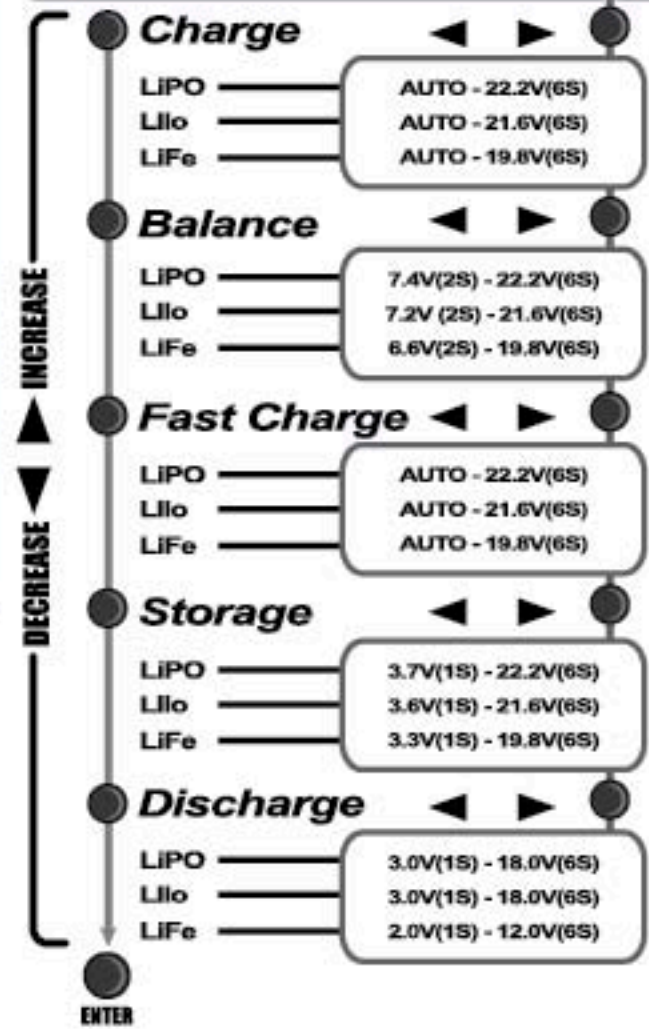 Charge
LiPO AUTO - 22.2V(6S)
LIIo AUTO - 21.6V(6S)
LiFe AUTO - 19.8V(6S)
Balance
LiPO 7.4V(2S) - 22.2V(6S)
LIIo 7.2V (2S) - 21.6V(6S)
LiFe 6.6V(2S) - 19.8V(6S)
INCREASE
Fast Charge
LiPO AUTO - 22.2V(6S)
LIIo AUTO - 21.6V(6S)
LiFe AUTO - 19.8V(6S)
DECREASE
Storage
LiPO 3.7V(1S) - 22.2V(6S)
LIIo 3.6V(1S) - 21.6V(6S)
LiFe 3.3V(1S) - 19.8V(6S)
Discharge
LiPO 3.0V(1S) - 18.0V(6S)
LIIo 3.0V(1S) - 18.0V(6S)
LiFe 2.0V(1S) - 12.0V(6S)
ENTER